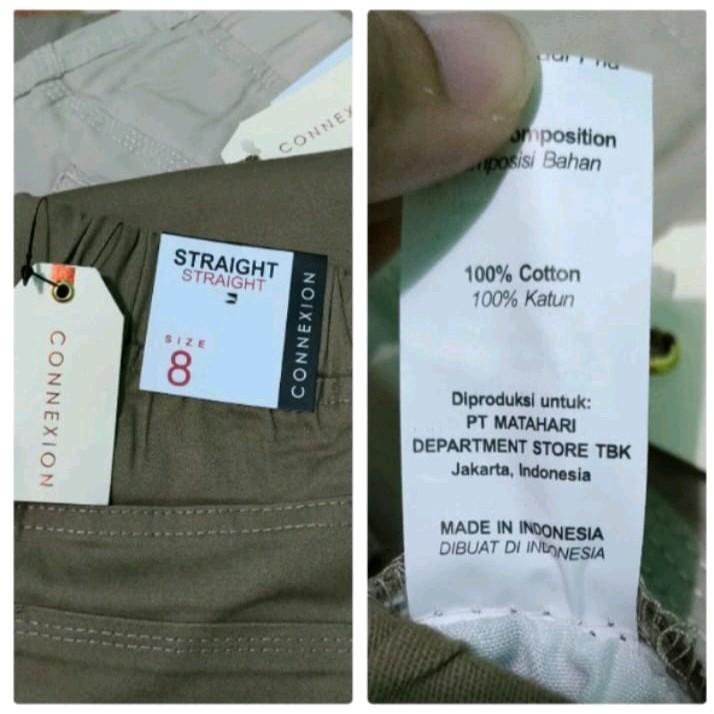 CONNEX
STRAIGHT
STRAIGHT
SIZE
8
CONNEXION
CONNEXION
omposition
mposisi Bahan
100% Cotton
100% Katun
Diproduksi untuk:
PT MATAHARI
DEPARTMENT STORE TBK
Jakarta, Indonesia
MADE IN INDONESIA
DIBUAT DI INDONESIA